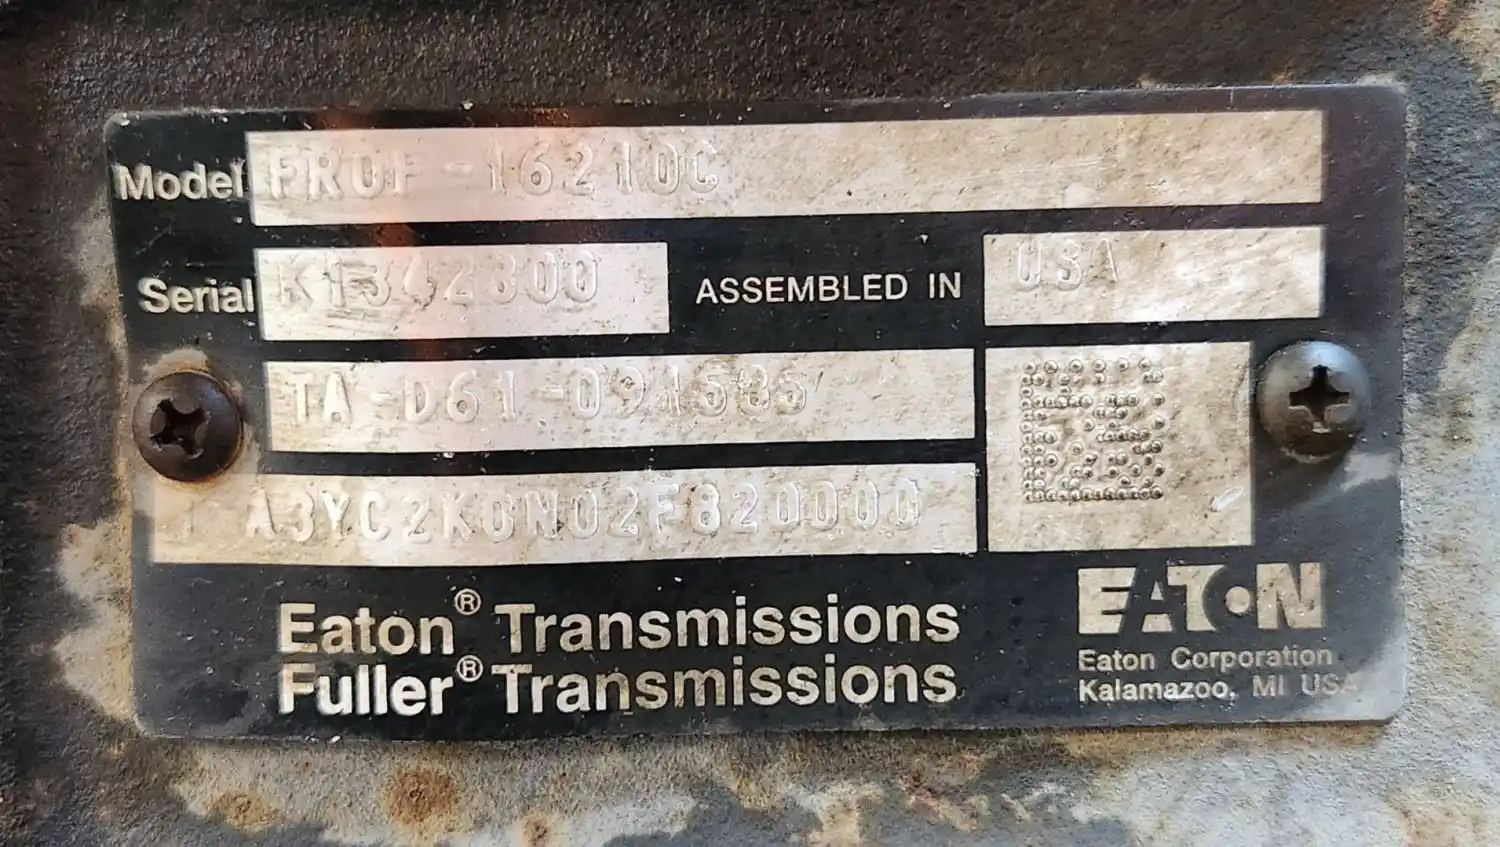 Model FROF-16210C
Serial K1342300 ASSEMBLED IN USA
TA-D61-091585
Eaton® Transmissions
Fuller® Transmissions
EATON
Eaton Corporation
Kalamazoo, MI USA